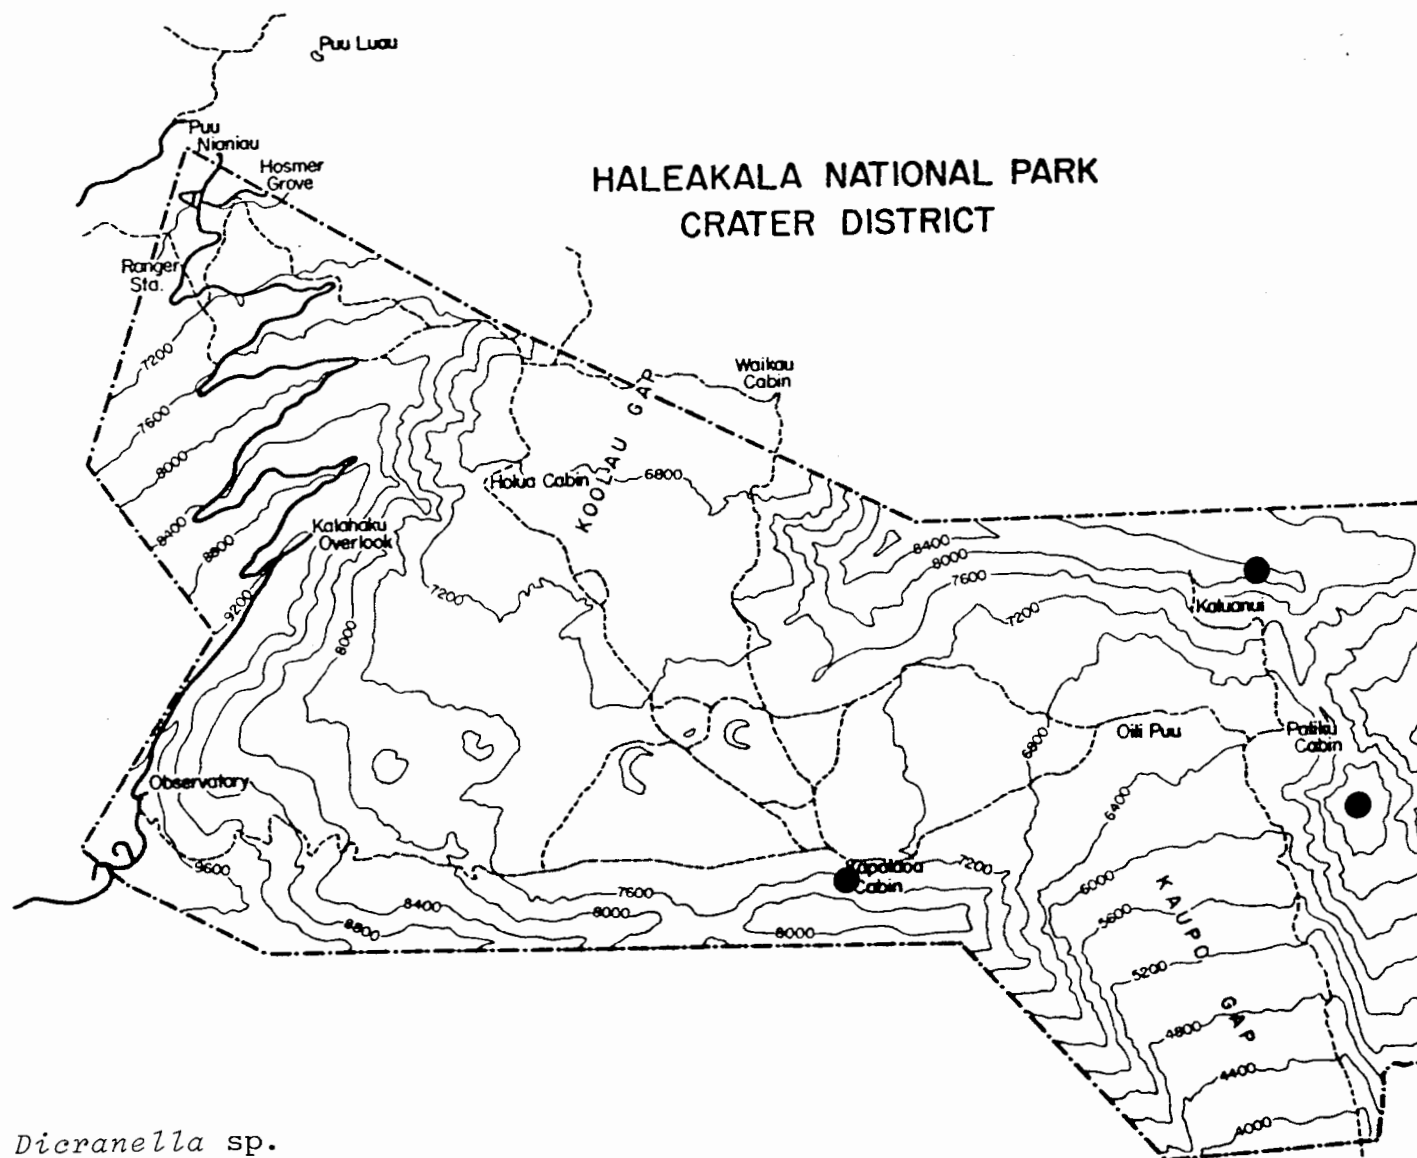 Puu Luau
Puu
Nianiau
Hosmer
Grove
HALEAKALA NATIONAL PARK
CRATER DISTRICT
Ranger
Sta.
7200
Waikau
Cabin
7600
KOOLAU GAP
8000
Holua Cabin
6800
8400
Kalahaku
Overlook
8800
8400
8000
7600
7200
9200
7200
Kaluanui
8000
6800
Oili Puu
Paliku
Cabin
Observatory
6400
9600
7200
Kapalaoa
Cabin
6000
7600
8400
8000
8800
8000
5600
KAUPO GAP
5200
4800
4400
4000
Dicranella sp.